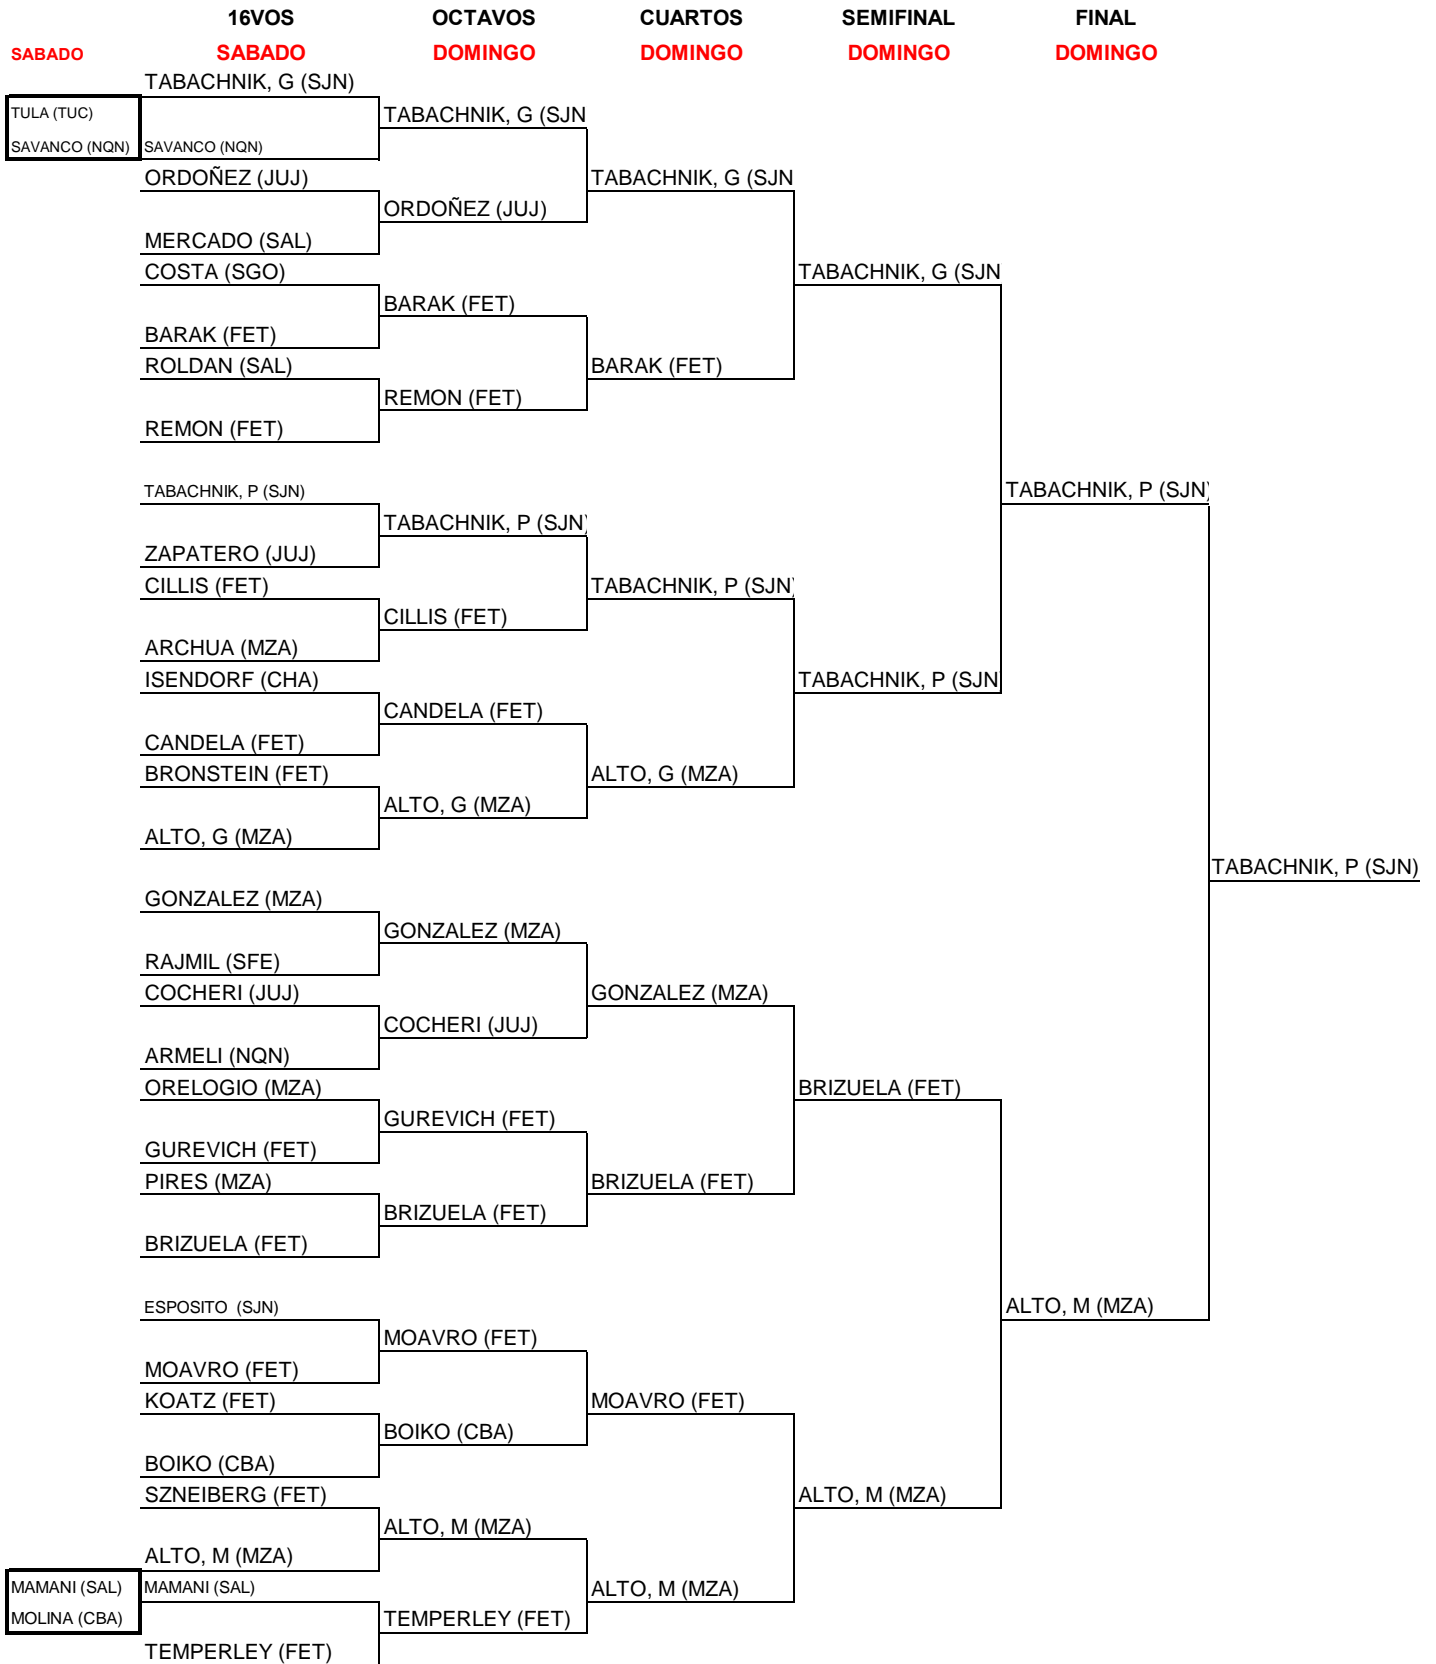 16VOS OCTAVOS CUARTOS SEMIFINAL FINAL
SABADO SABADO DOMINGO DOMINGO DOMINGO DOMINGO
TABACHNIK, G (SJN)
TULA (TUC) TABACHNIK, G (SJN
SAVANCO (NQN) SAVANCO (NQN)
ORDOÑEZ (JUJ) TABACHNIK, G (SJN
ORDOÑEZ (JUJ)
MERCADO (SAL)
COSTA (SGO) TABACHNIK, G (SJN
BARAK (FET)
BARAK (FET)
ROLDAN (SAL) BARAK (FET)
REMON (FET)
REMON (FET)
TABACHNIK, P (SJN) TABACHNIK, P (SJN)
TABACHNIK, P (SJN)
ZAPATERO (JUJ)
CILLIS (FET) TABACHNIK, P (SJN)
CILLIS (FET)
ARCHUA (MZA)
ISENDORF (CHA) TABACHNIK, P (SJN
CANDELA (FET)
CANDELA (FET)
BRONSTEIN (FET) ALTO, G (MZA)
ALTO, G (MZA)
ALTO, G (MZA)
TABACHNIK, P (SJN)
GONZALEZ (MZA)
GONZALEZ (MZA)
RAJMIL (SFE)
COCHERI (JUJ) GONZALEZ (MZA)
COCHERI (JUJ)
ARMELI (NQN)
ORELOGIO (MZA) BRIZUELA (FET)
GUREVICH (FET)
GUREVICH (FET)
PIRES (MZA) BRIZUELA (FET)
BRIZUELA (FET)
BRIZUELA (FET)
ESPOSITO (SJN) ALTO, M (MZA)
MOAVRO (FET)
MOAVRO (FET)
KOATZ (FET) MOAVRO (FET)
BOIKO (CBA)
BOIKO (CBA)
SZNEIBERG (FET) ALTO, M (MZA)
ALTO, M (MZA)
ALTO, M (MZA)
MAMANI (SAL) MAMANI (SAL) ALTO, M (MZA)
MOLINA (CBA) TEMPERLEY (FET)
TEMPERLEY (FET)